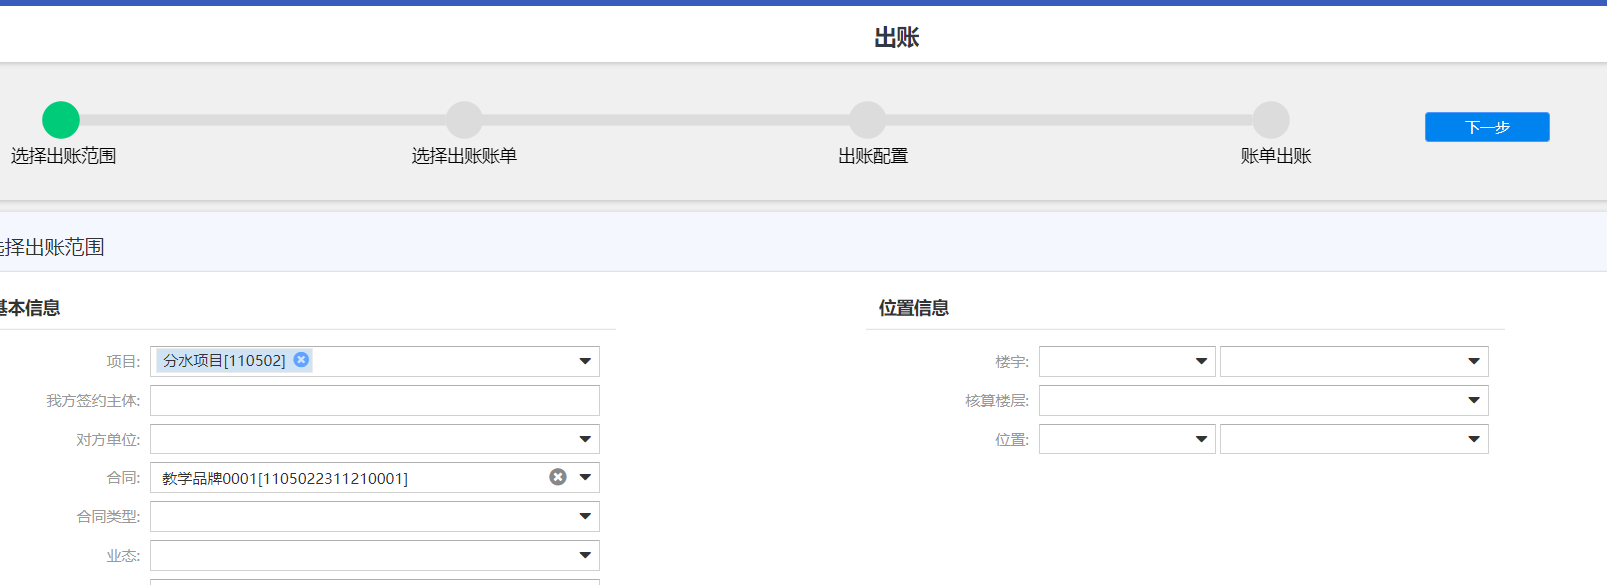 出账
选择出账范围
选择出账账单
出账配置
账单出账
下一步
选择出账范围
基本信息
项目: 分水项目[110502]
我方签约主体:
对方单位:
合同: 教学品牌0001[1105022311210001]
合同类型:
业态:
位置信息
楼宇:
核算楼层:
位置: